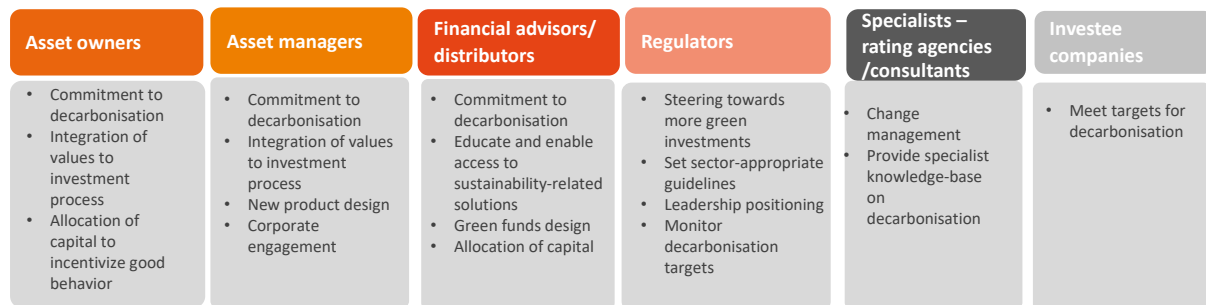 Asset owners
• Commitment to
decarbonisation
• Integration of
values to
investment
process
• Allocation of
capital to
incentivize good
behavior
Asset managers
• Commitment to
decarbonisation
• Integration of values
to investment
process
• New product design
• Corporate
engagement
Financial advisors/
distributors
• Commitment to
decarbonisation
• Educate and enable
access to
sustainability-related
solutions
• Green funds design
• Allocation of capital
Regulators
• Steering towards
more green
investments
• Set sector-appropriate
guidelines
• Leadership positioning
• Monitor
decarbonisation
targets
Specialists –
rating agencies
/consultants
• Change
management
• Provide specialist
knowledge-base
on
decarbonisation
Investee
companies
• Meet targets for
decarbonisation